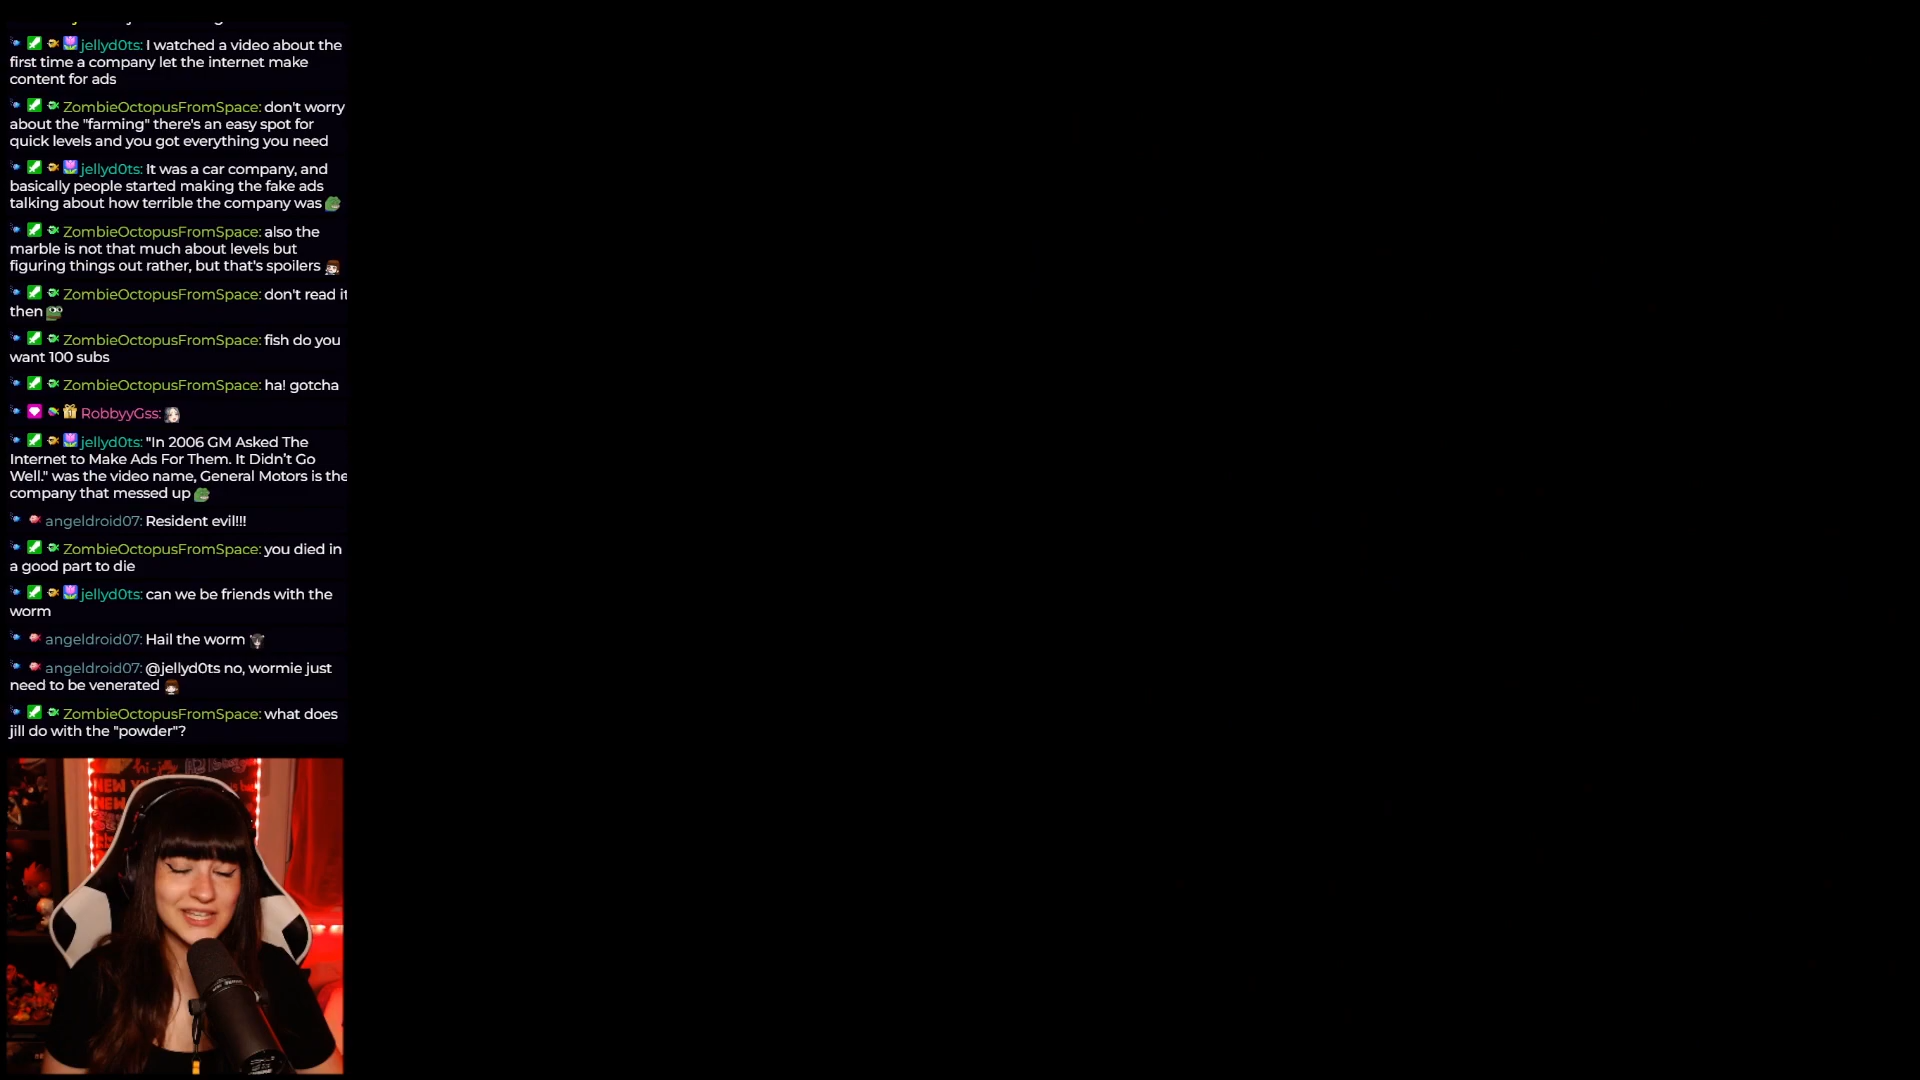 jellyd0ts: I watched a video about the
first time a company let the internet make
content for ads
ZombieOctopusFromSpace: don't worry
about the "farming" there's an easy spot for
quick levels and you got everything you need
jellyd0ts: It was a car company, and
basically people started making the fake ads
talking about how terrible the company was
ZombieOctopusFromSpace: also the
marble is not that much about levels but
figuring things out rather, but that's spoilers
ZombieOctopusFromSpace: don't read it
then
ZombieOctopusFromSpace: fish do you
want 100 subs
ZombieOctopusFromSpace: ha! gotcha
RobbyyGss:
jellyd0ts: "In 2006 GM Asked The
Internet to Make Ads For Them. It Didn't Go
Well." was the video name, General Motors is the
company that messed up
angeldroid07: Resident evil!!!
ZombieOctopusFromSpace: you died in
a good part to die
jellyd0ts: can we be friends with the
worm
angeldroid07: Hail the worm
angeldroid07: @jellyd0ts no, wormie just
need to be venerated
ZombieOctopusFromSpace: what does
jill do with the "powder"?
hi-
NEW
NEW